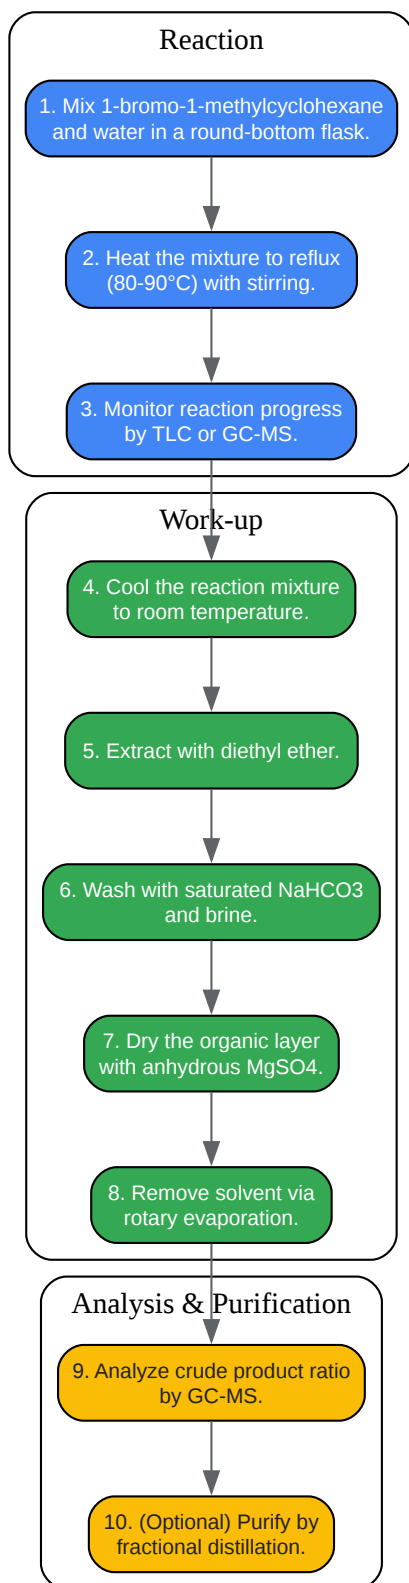 Reaction
1. Mix 1-bromo-1-methylcyclohexane
and water in a round-bottom flask.
2. Heat the mixture to reflux
(80-90°C) with stirring.
3. Monitor reaction progress
by TLC or GC-MS.
Work-up
4. Cool the reaction mixture
to room temperature.
5. Extract with diethyl ether.
6. Wash with saturated NaHCO3
and brine.
7. Dry the organic layer
with anhydrous MgSO4.
8. Remove solvent via
rotary evaporation.
Analysis & Purification
9. Analyze crude product ratio
by GC-MS.
10. (Optional) Purify by
fractional distillation.